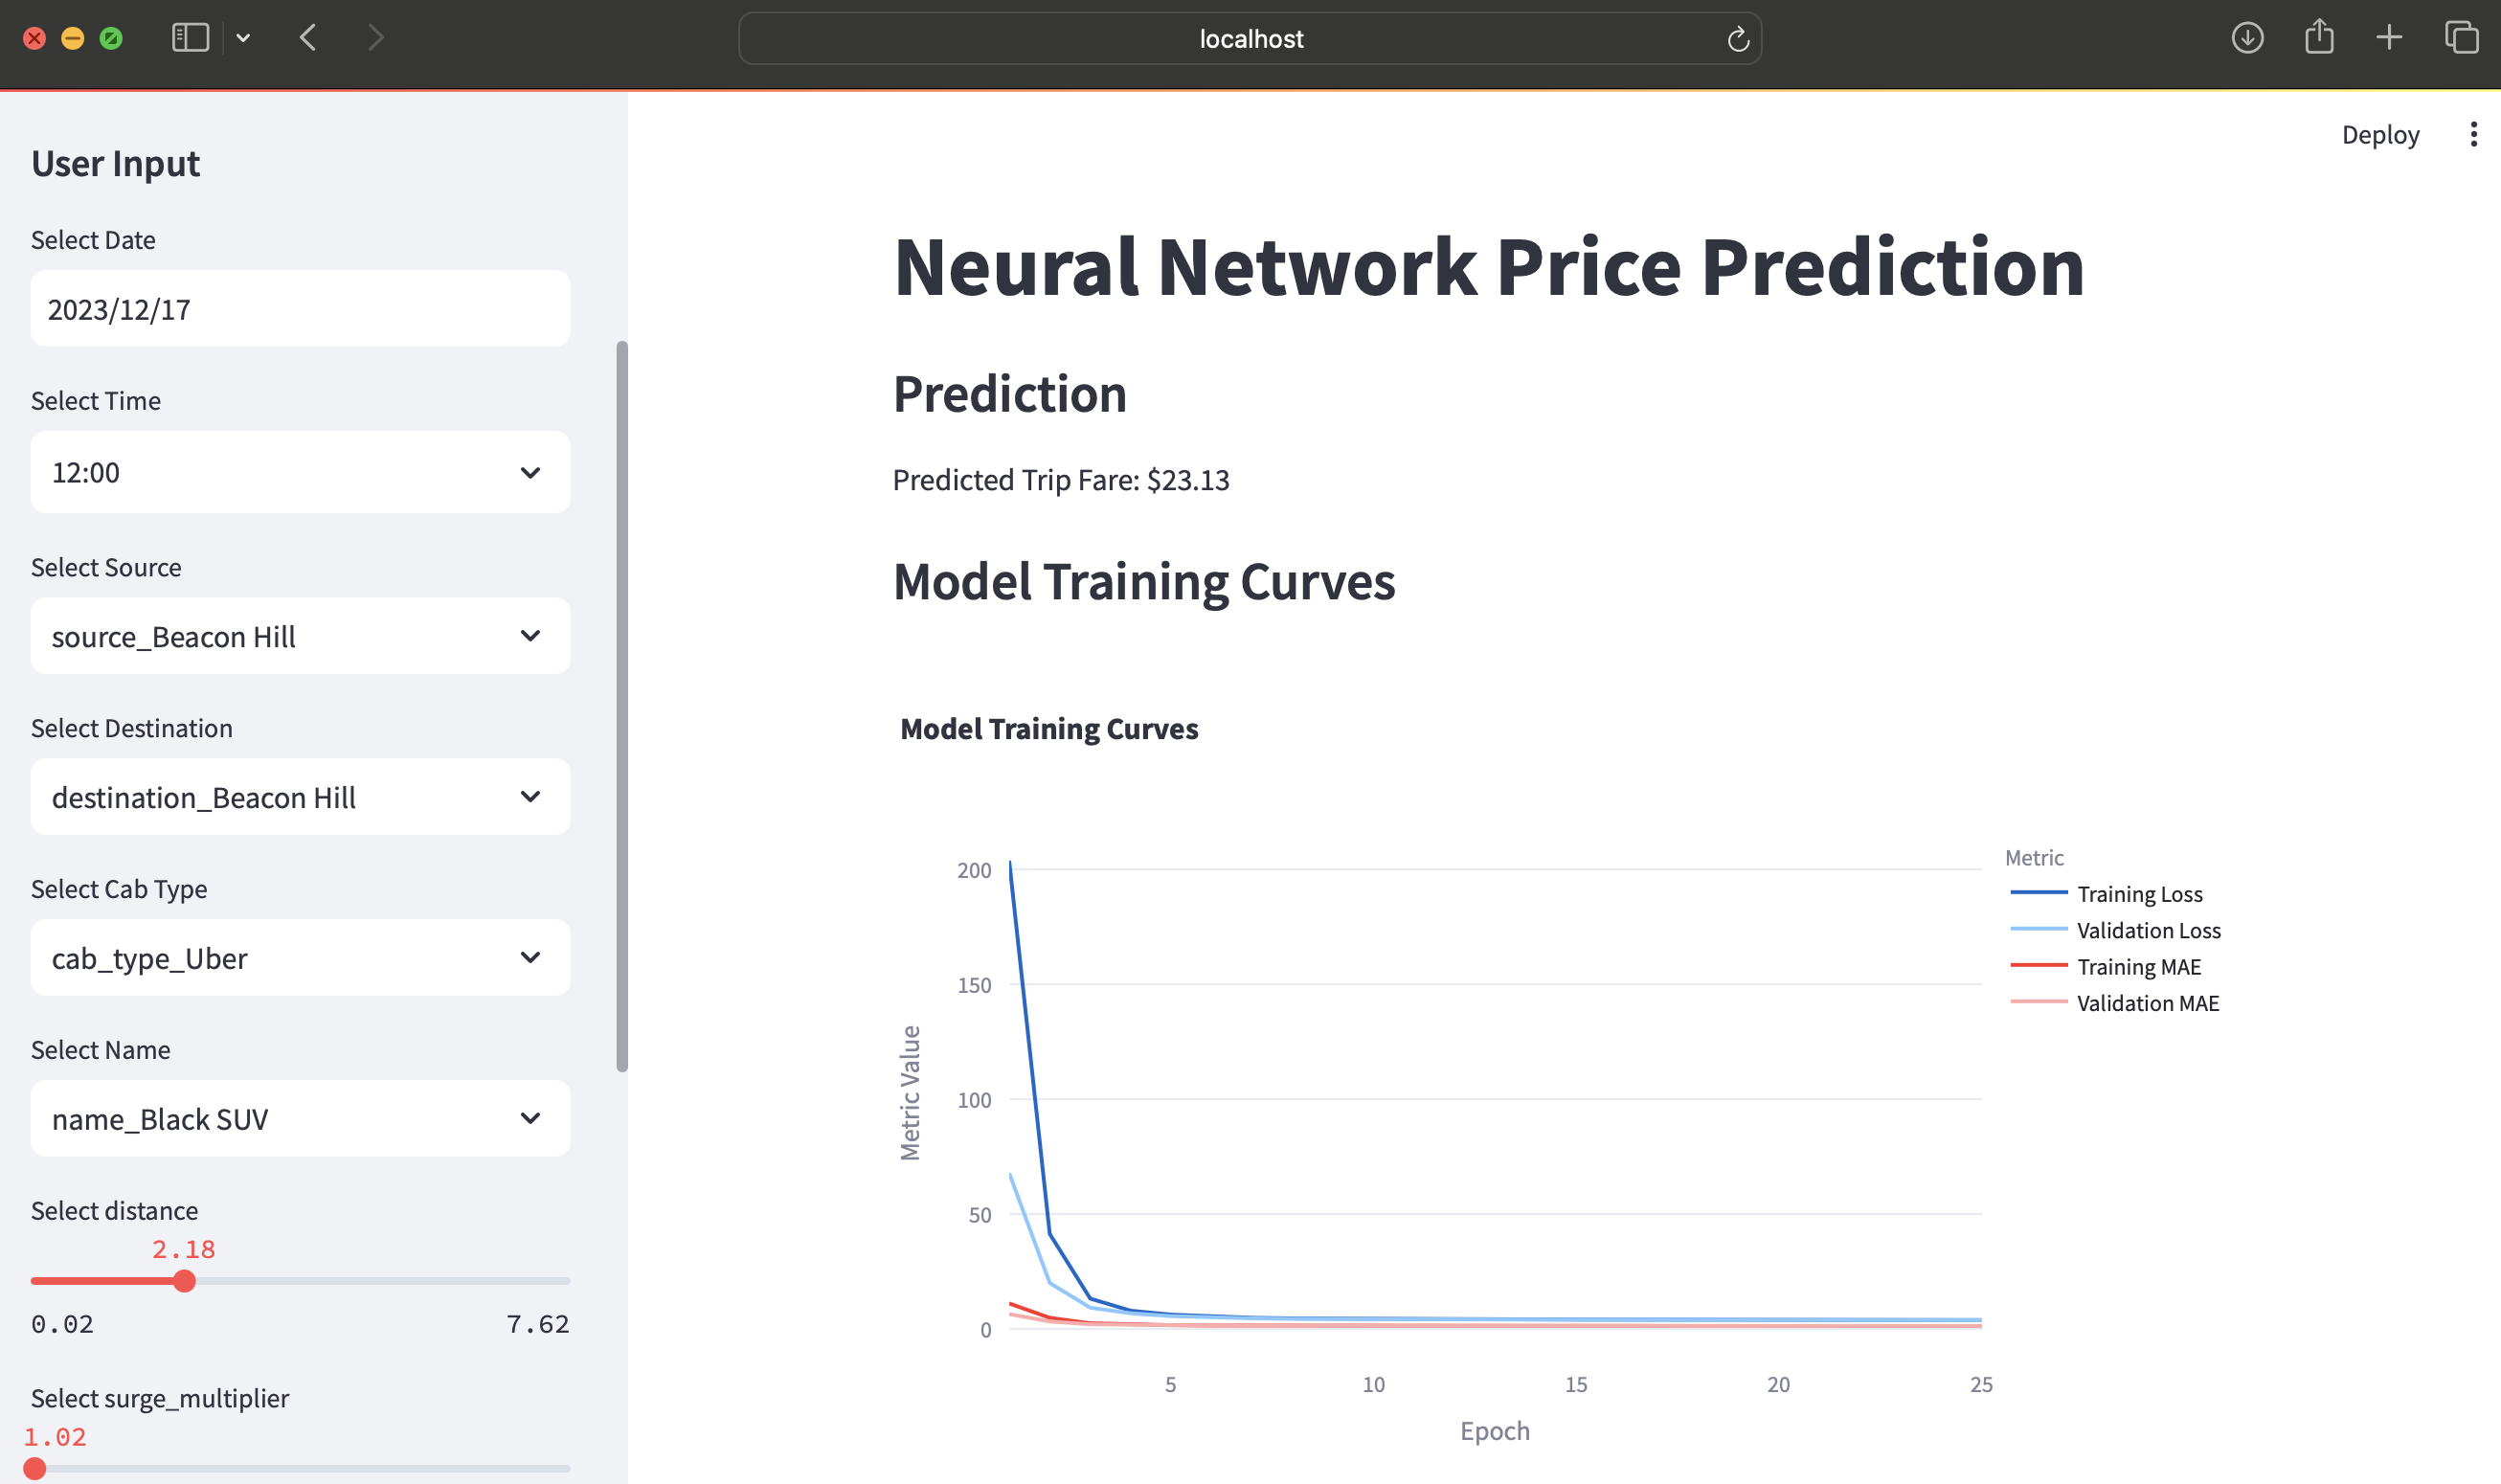 localhost
Deploy
User Input
Select Date
2023/12/17
Select Time
12:00
Select Source
source_Beacon Hill
Select Destination
destination_Beacon Hill
Select Cab Type
cab_type_Uber
Select Name
name_Black SUV
Select distance
2.18
0.02 7.62
Select surge_multiplier
1.02
Neural Network Price Prediction
Prediction
Predicted Trip Fare: $23.13
Model Training Curves
Model Training Curves
Metric Value
200
150
100
50
0
5 10 15 20 25
Epoch
Metric
Training Loss
Validation Loss
Training MAE
Validation MAE